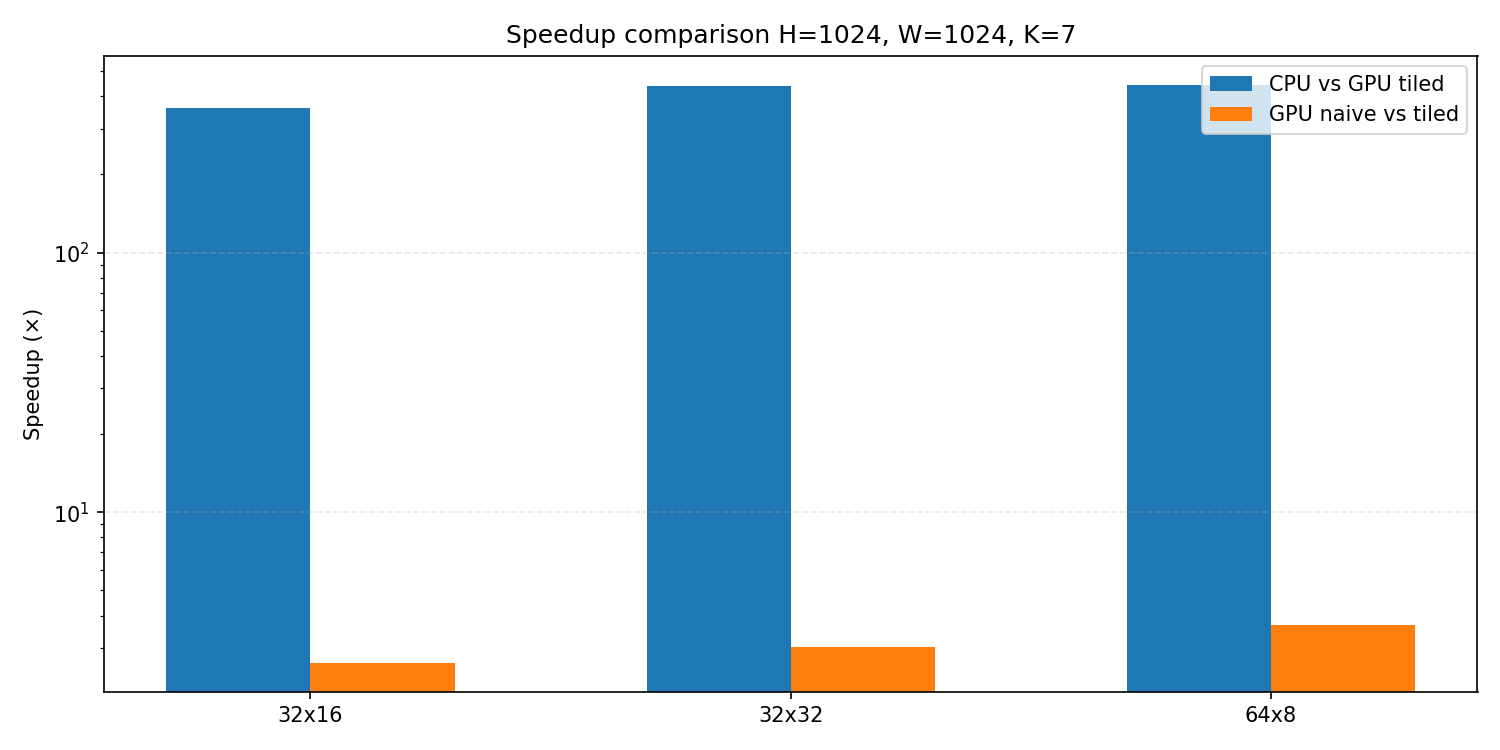 Speedup comparison H=1024, W=1024, K=7
CPU vs GPU tiled
GPU naive vs tiled
Speedup (×)
10²
10¹
32x16
32x32
64x8